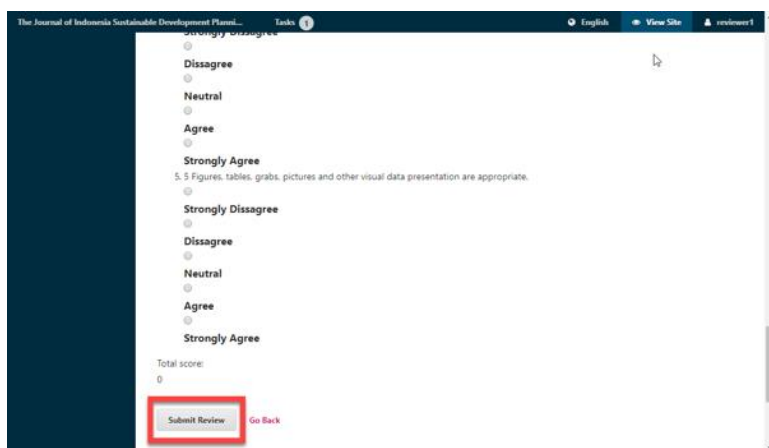 The Journal of Indonesia Sustainable Development Planni... Tasks 1 English View Site reviewer1
Strongly Disagree
Dissagree
Neutral
Agree
Strongly Agree
5. 5 Figures, tables, grabs, pictures and other visual data presentation are appropriate.
Strongly Dissagree
Dissagree
Neutral
Agree
Strongly Agree
Total score:
0
Submit Review Go Back